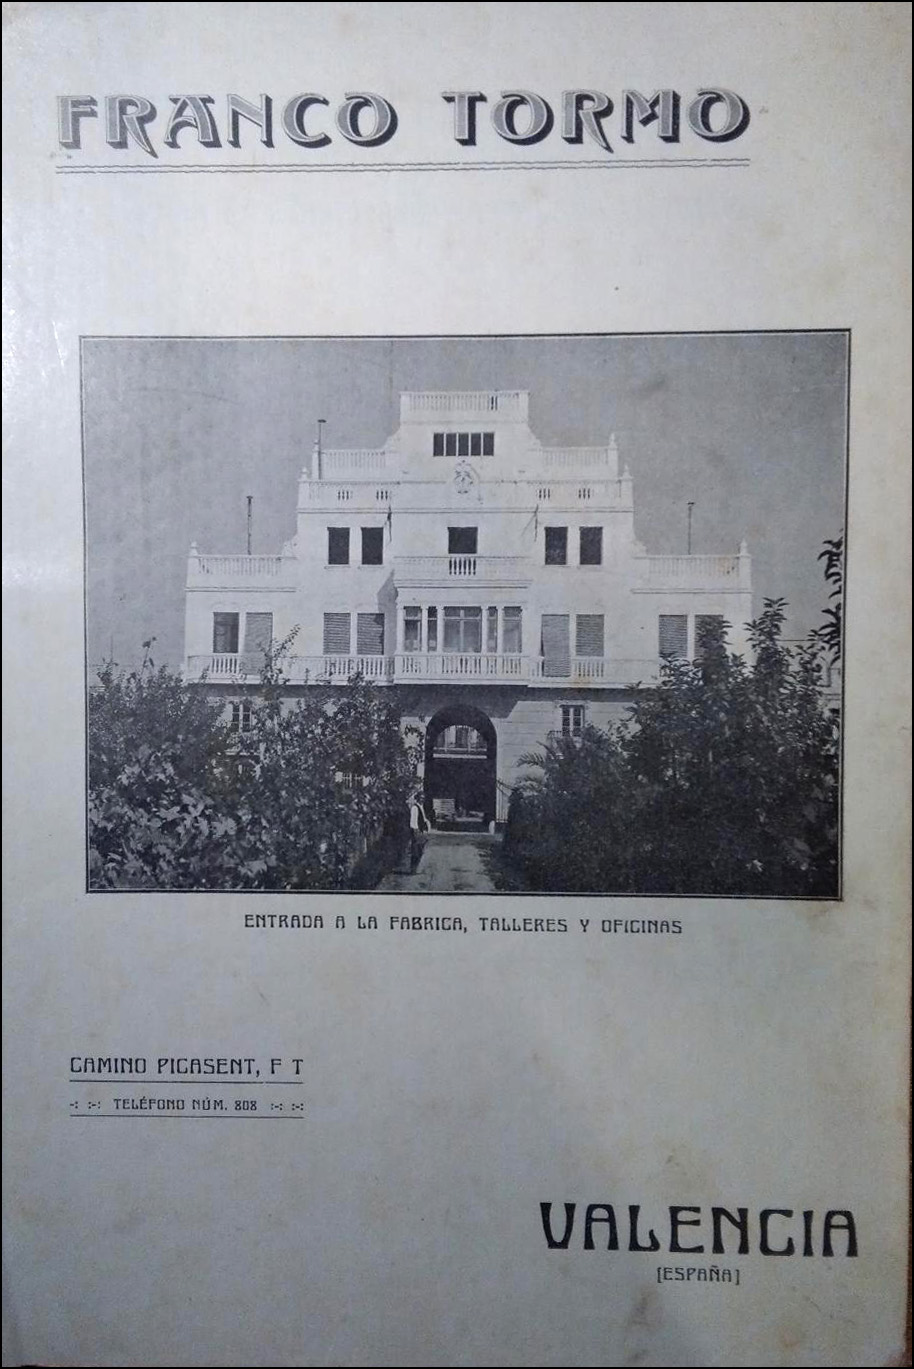 FRANCO TORMO
ENTRADA A LA FABRICA, TALLERES Y OFICINAS
CAMINO PICASENT, F T
-: :-: TELÉFONO NÚM. 808 :-: :-:
VALENCIA
[ESPAÑA]